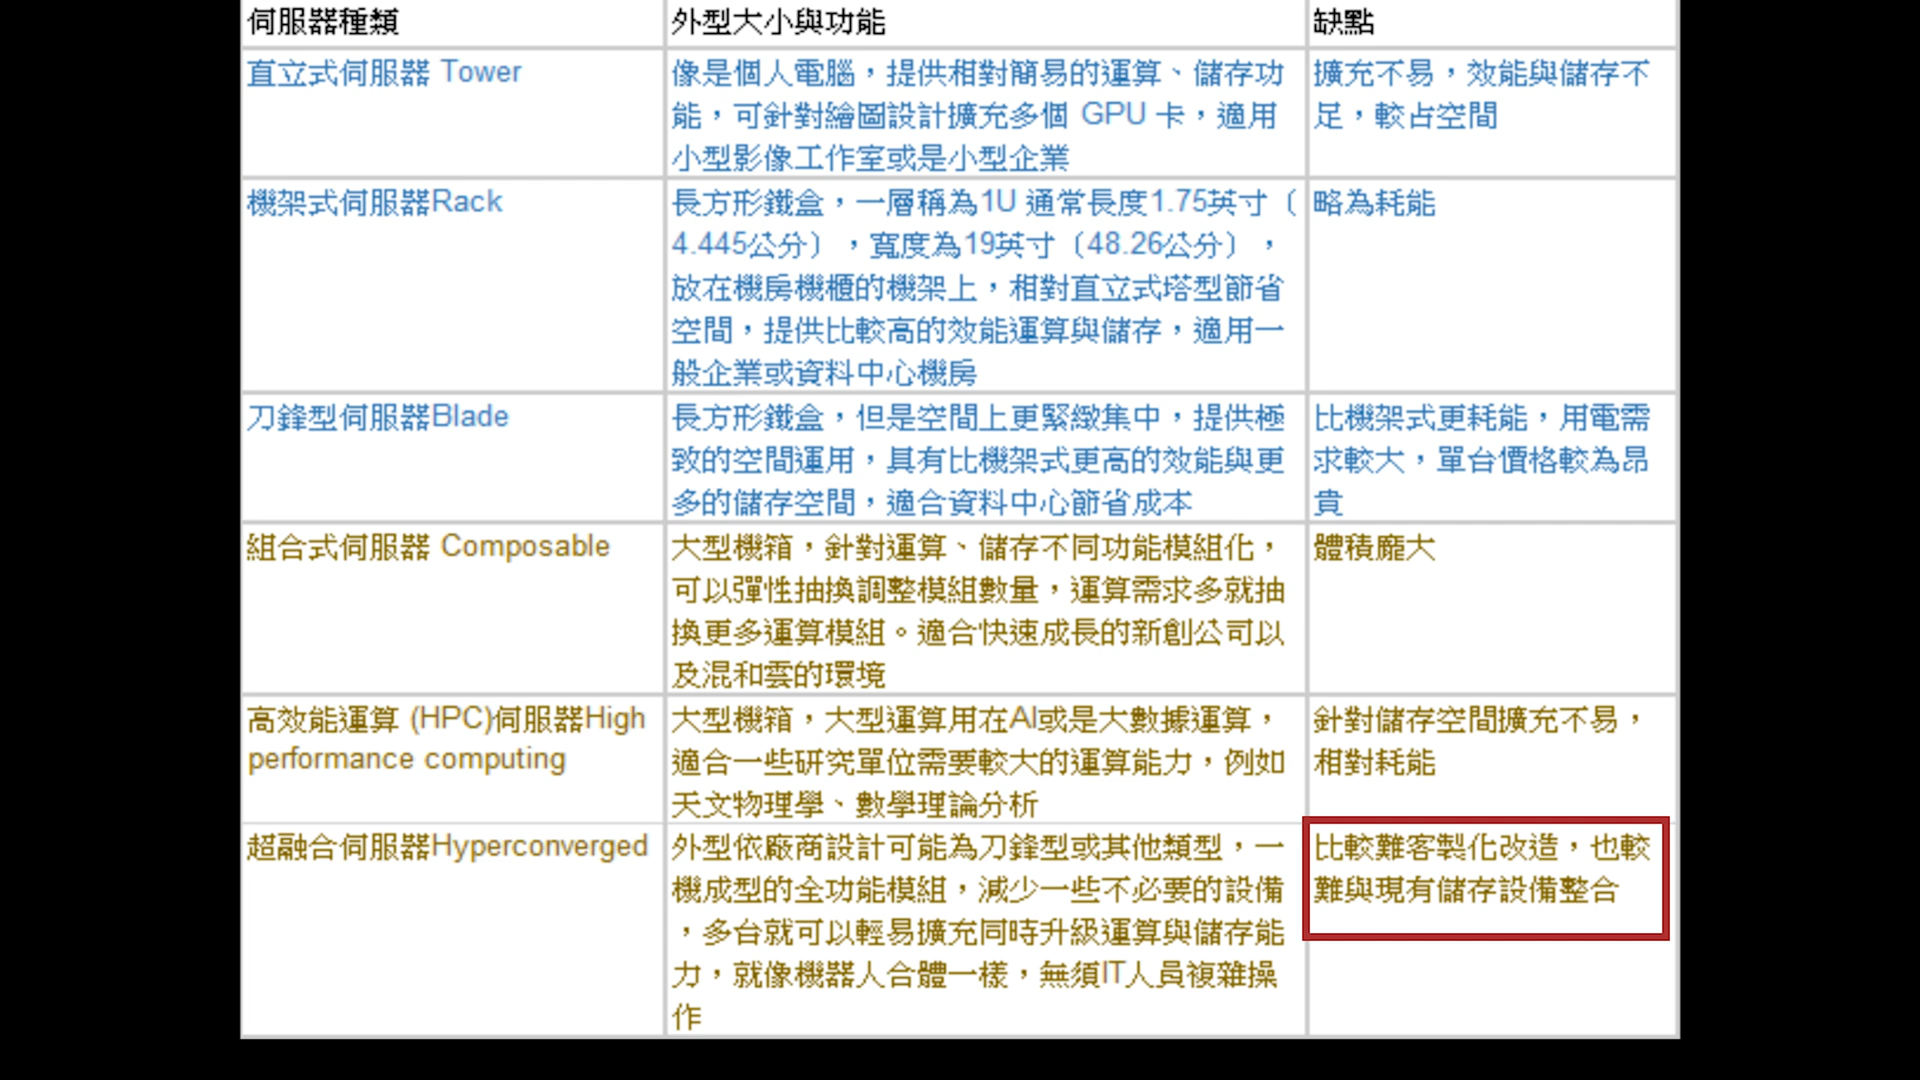 伺服器種類
外型大小與功能
缺點
直立式伺服器 Tower
像是個人電腦，提供相對簡易的運算、儲存功
能，可針對繪圖設計擴充多個 GPU 卡，適用
小型影像工作室或是小型企業
擴充不易，效能與儲存不
足，較占空間
機架式伺服器Rack
長方形鐵盒，一層稱為1U 通常長度1.75英寸（
4.445公分），寬度為19英寸（48.26公分），
放在機房機櫃的機架上，相對直立式塔型節省
空間，提供比較高的效能運算與儲存，適用一
般企業或資料中心機房
略為耗能
刀鋒型伺服器Blade
長方形鐵盒，但是空間上更緊緻集中，提供極
致的空間運用，具有比機架式更高的效能與更
多的儲存空間，適合資料中心節省成本
比機架式更耗能，用電需
求較大，單台價格較為昂
貴
組合式伺服器 Composable
大型機箱，針對運算、儲存不同功能模組化，
可以彈性抽換調整模組數量，運算需求多就抽
換更多運算模組。適合快速成長的新創公司以
及混和雲的環境
體積龐大
高效能運算 (HPC)伺服器High
performance computing
大型機箱，大型運算用在AI或是大數據運算，
適合一些研究單位需要較大的運算能力，例如
天文物理學、數學理論分析
針對儲存空間擴充不易，
相對耗能
超融合伺服器Hyperconverged
外型依廠商設計可能為刀鋒型或其他類型，一
機成型的全功能模組，減少一些不必要的設備
，多台就可以輕易擴充同時升級運算與儲存能
力，就像機器人合體一樣，無須IT人員複雜操
作
比較難客製化改造，也較
難與現有儲存設備整合